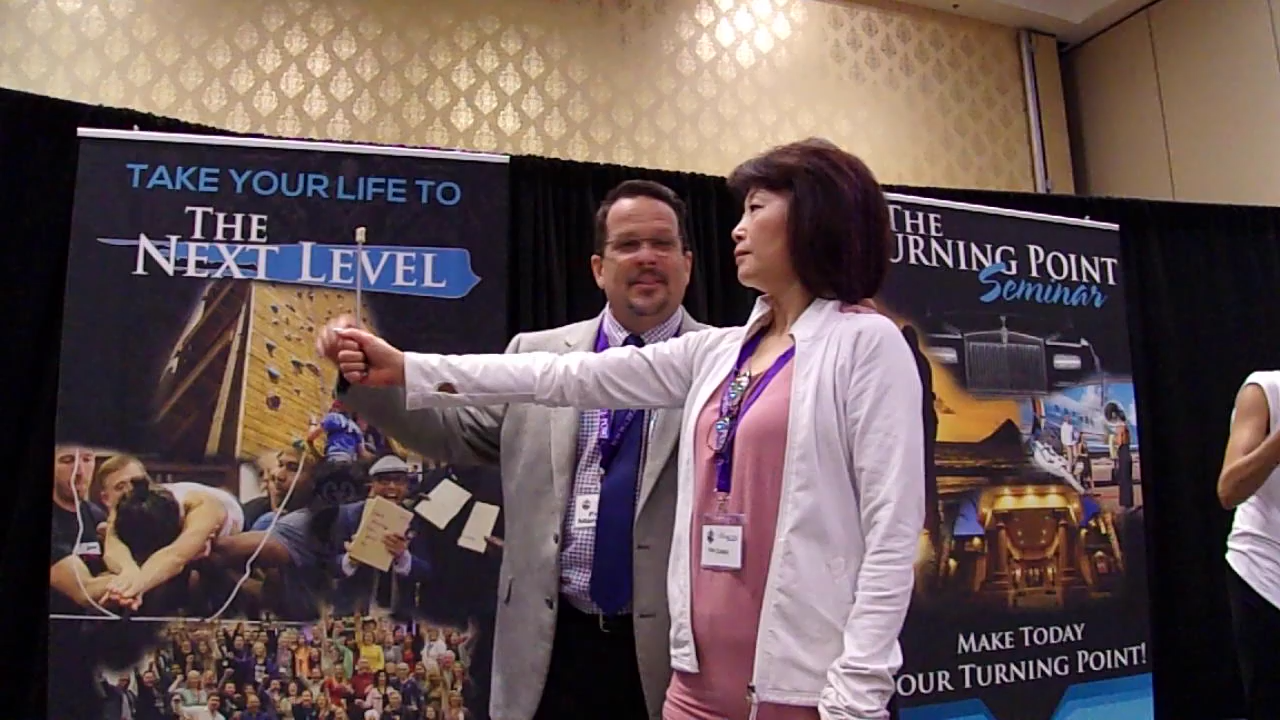 TAKE YOUR LIFE TO
THE
NEXT LEVEL
THE
URNING POINT
Seminar
MAKE TODAY
OUR TURNING POINT!